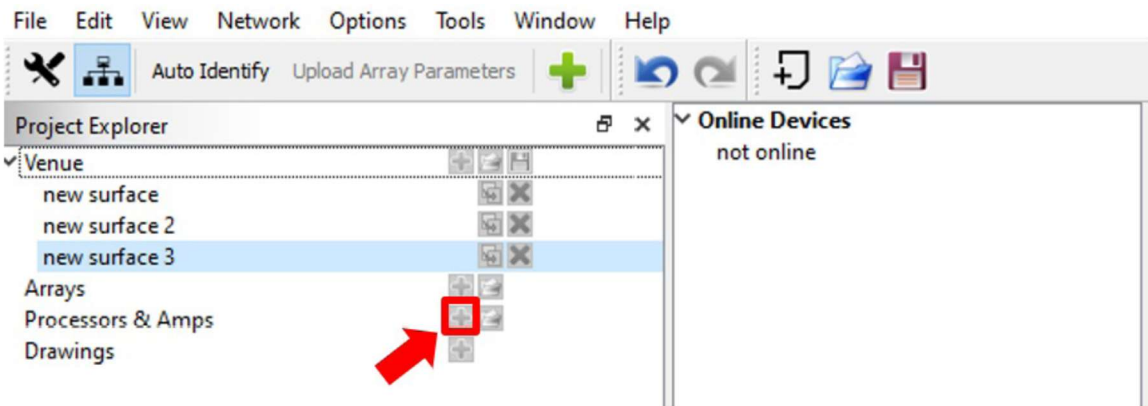 File Edit View Network Options Tools Window Help
Auto Identify Upload Array Parameters
Project Explorer
Venue
new surface
new surface 2
new surface 3
Arrays
Processors & Amps
Drawings
Online Devices
not online